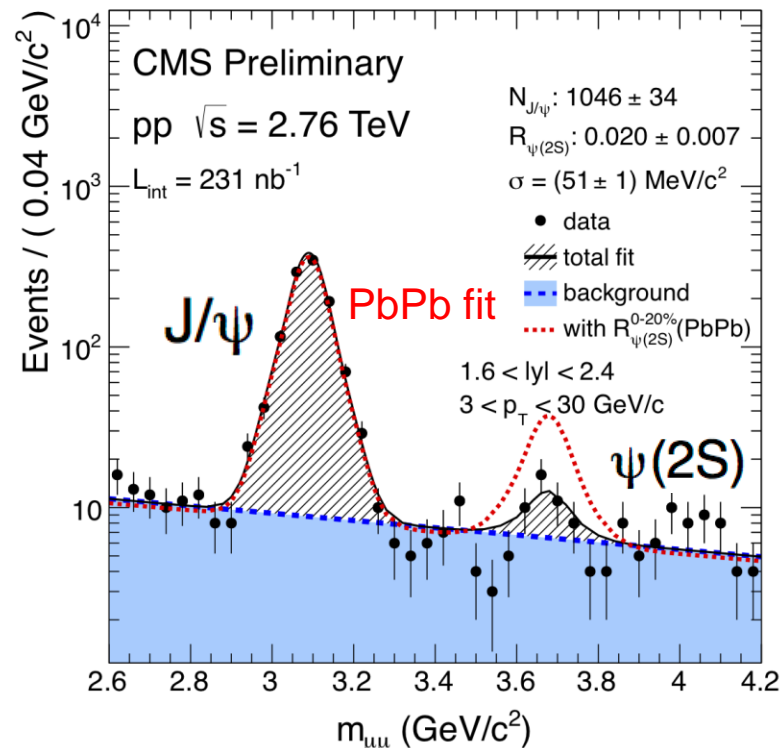 CMS Preliminary
pp √s = 2.76 TeV
L_int = 231 nb⁻¹
N_J/ψ: 1046 ± 34
R_ψ(2S): 0.020 ± 0.007
σ = (51 ± 1) MeV/c²
data
total fit
background
with R_ψ(2S)^0-20%(PbPb)
J/ψ
PbPb fit
1.6 < |y| < 2.4
3 < p_T < 30 GeV/c
ψ(2S)
Events / ( 0.04 GeV/c²)
10⁴
10³
10²
10
2.6 2.8 3 3.2 3.4 3.6 3.8 4 4.2
m_μμ (GeV/c²)